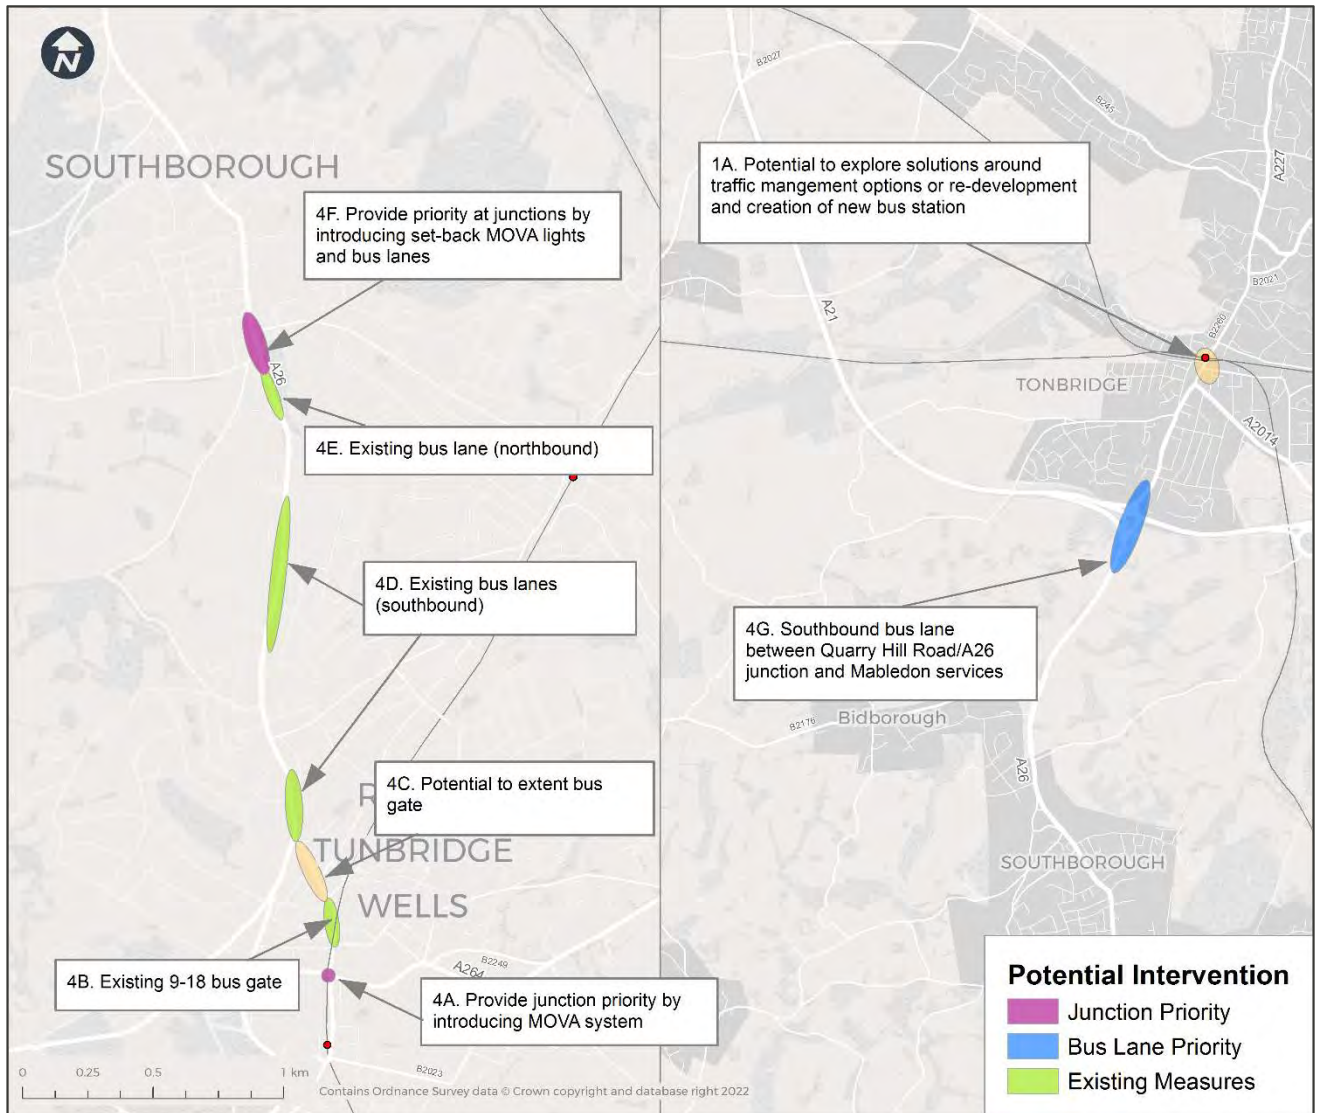 N
SOUTHBOROUGH
4F. Provide priority at junctions by
introducing set-back MOVA lights
and bus lanes
A26
4E. Existing bus lane (northbound)
4D. Existing bus lanes
(southbound)
4C. Potential to extent bus
gate
R
TUNBRIDGE
WELLS
4B. Existing 9-18 bus gate
B2249
A264
4A. Provide junction priority by
introducing MOVA system
B2023
0 0.25 0.5 1 km
Contains Ordnance Survey data © Crown copyright and database right 2022
B2027
B245
A227
1A. Potential to explore solutions around
traffic mangement options or re-development
and creation of new bus station
B2021
A21
B2260
TONBRIDGE
A2014
4G. Southbound bus lane
between Quarry Hill Road/A26
junction and Mabledon services
B2176
Bidborough
A26
SOUTHBOROUGH
Potential Intervention
Junction Priority
Bus Lane Priority
Existing Measures